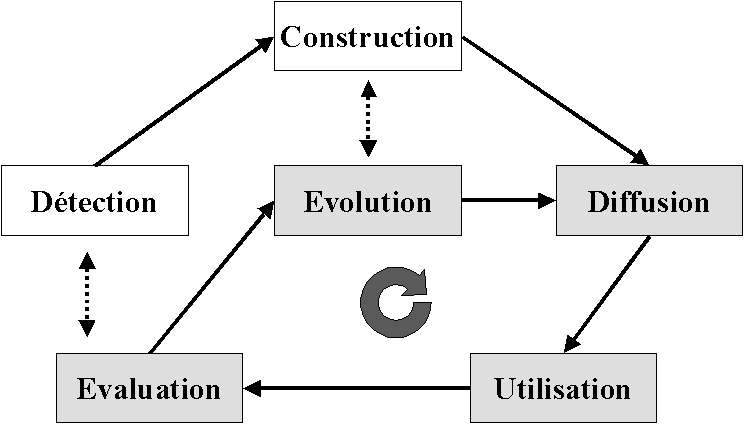 Construction
Détection
Evolution
Diffusion
Evaluation
Utilisation